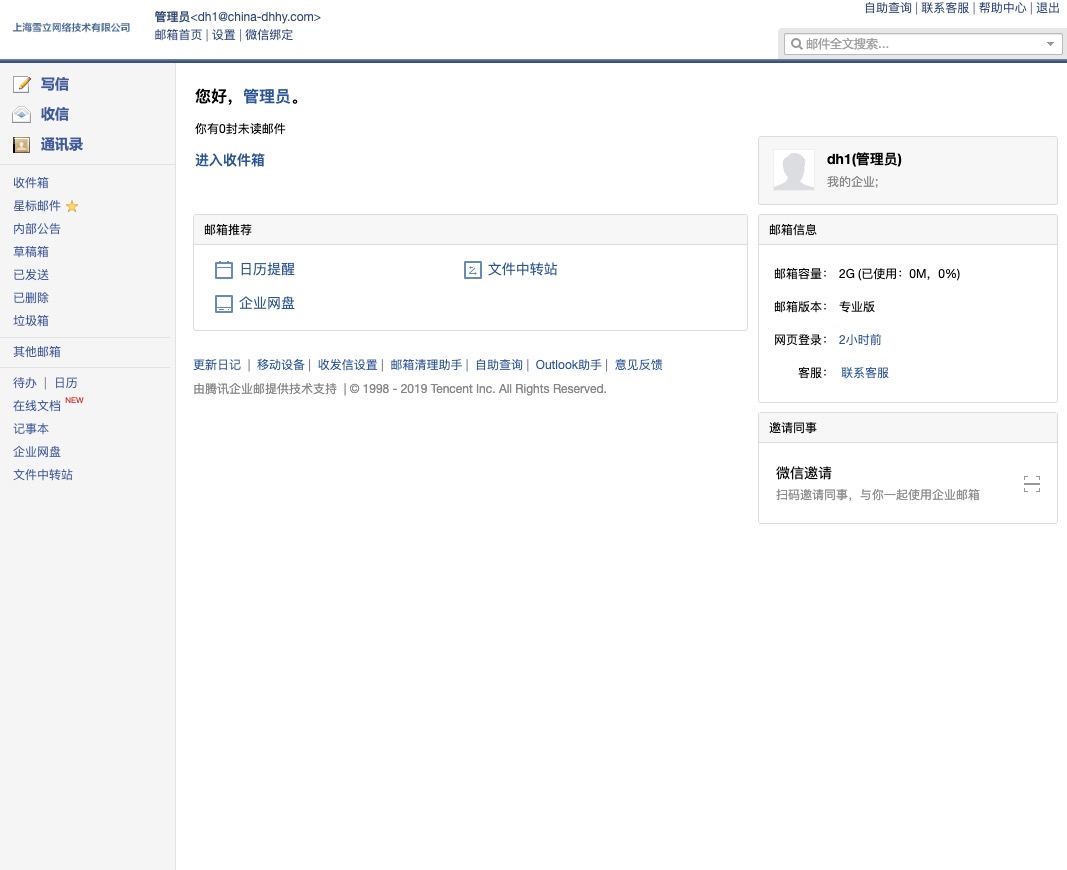 上海雪立网络技术有限公司
管理员<dh1@china-dhhy.com>
邮箱首页 | 设置 | 微信绑定
自助查询 | 联系客服 | 帮助中心 | 退出
邮件全文搜索...
写信
收信
通讯录
收件箱
星标邮件
内部公告
草稿箱
已发送
已删除
垃圾箱
其他邮箱
待办 | 日历
在线文档 NEW
记事本
企业网盘
文件中转站
您好，管理员。
你有0封未读邮件
进入收件箱
邮箱推荐
日历提醒
文件中转站
企业网盘
更新日记 | 移动设备 | 收发信设置 | 邮箱清理助手 | 自助查询 | Outlook助手 | 意见反馈
由腾讯企业邮提供技术支持 | © 1998 - 2019 Tencent Inc. All Rights Reserved.
dh1(管理员)
我的企业;
邮箱信息
邮箱容量： 2G (已使用：0M，0%)
邮箱版本： 专业版
网页登录： 2小时前
客服： 联系客服
邀请同事
微信邀请
扫码邀请同事，与你一起使用企业邮箱